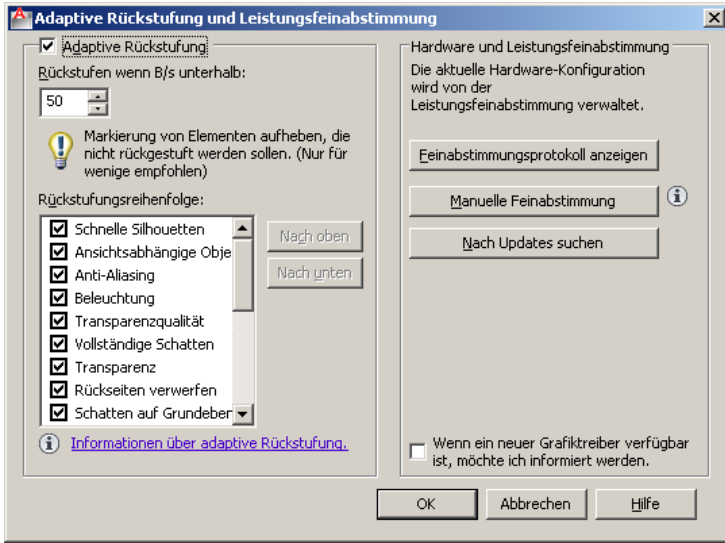 Adaptive Rückstufung und Leistungsfeinabstimmung
Adaptive Rückstufung
Rückstufen wenn B/s unterhalb:
50
Markierung von Elementen aufheben, die
nicht rückgestuft werden sollen. (Nur für
wenige empfohlen)
Rückstufungsreihenfolge:
Schnelle Silhouetten
Ansichtsabhängige Obje
Anti-Aliasing
Beleuchtung
Transparenzqualität
Vollständige Schatten
Transparenz
Rückseiten verwerfen
Schatten auf Grundeber
Nach oben
Nach unten
Informationen über adaptive Rückstufung.
Hardware und Leistungsfeinabstimmung
Die aktuelle Hardware-Konfiguration
wird von der
Leistungsfeinabstimmung verwaltet.
Feinabstimmungsprotokoll anzeigen
Manuelle Feinabstimmung
Nach Updates suchen
Wenn ein neuer Grafiktreiber verfügbar
ist, möchte ich informiert werden.
OK
Abbrechen
Hilfe